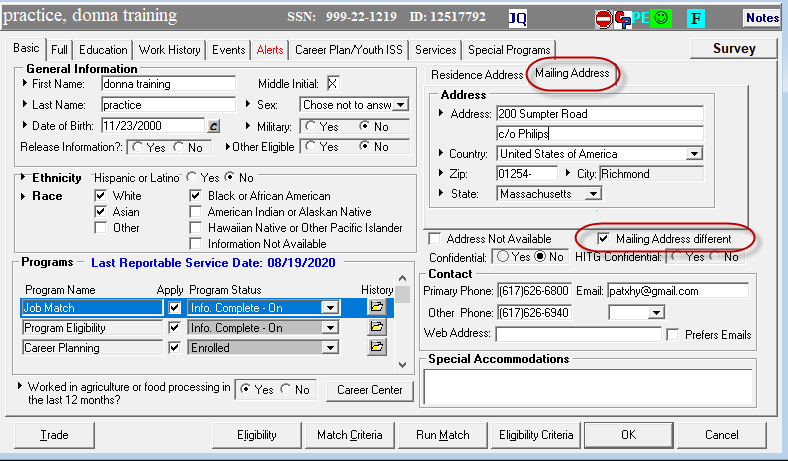 practice, donna training SSN: 999-22-1219 ID: 12517792 JQ PE F Notes
Basic Full Education Work History Events Alerts Career Plan/Youth ISS Services Special Programs Survey
General Information
First Name: donna training Middle Initial: X
Last Name: practice Sex: Chose not to answ
Date of Birth: 11/23/2000 Military: Yes No
Release Information?: Yes No Other Eligible Yes No
Ethnicity Hispanic or Latino Yes No
Race White Black or African American
Asian American Indian or Alaskan Native
Other Hawaiian Native or Other Pacific Islander
Information Not Available
Programs Last Reportable Service Date: 08/19/2020
Program Name Apply Program Status History
Job Match Info. Complete - On
Program Eligibility Info. Complete - On
Career Planning Enrolled
Worked in agriculture or food processing in
the last 12 months? Yes No Career Center
Residence Address Mailing Address
Address
Address: 200 Sumpter Road
c/o Philips
Country: United States of America
Zip: 01254- City: Richmond
State: Massachusetts
Address Not Available Mailing Address different
Confidential: Yes No HITG Confidential: Yes No
Contact
Primary Phone: (617)626-6800 Email: patxhy@gmail.com
Other Phone: (617)626-6940
Web Address: Prefers Emails
Special Accommodations
Trade Eligibility Match Criteria Run Match Eligibility Criteria OK Cancel